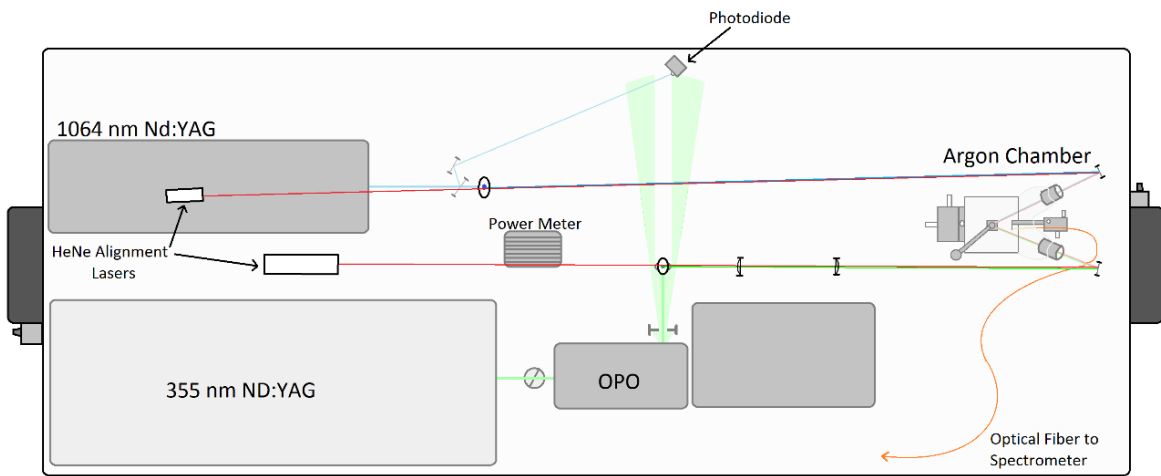 Photodiode
1064 nm Nd:YAG
Argon Chamber
Power Meter
HeNe Alignment
Lasers
355 nm ND:YAG
OPO
Optical Fiber to
Spectrometer